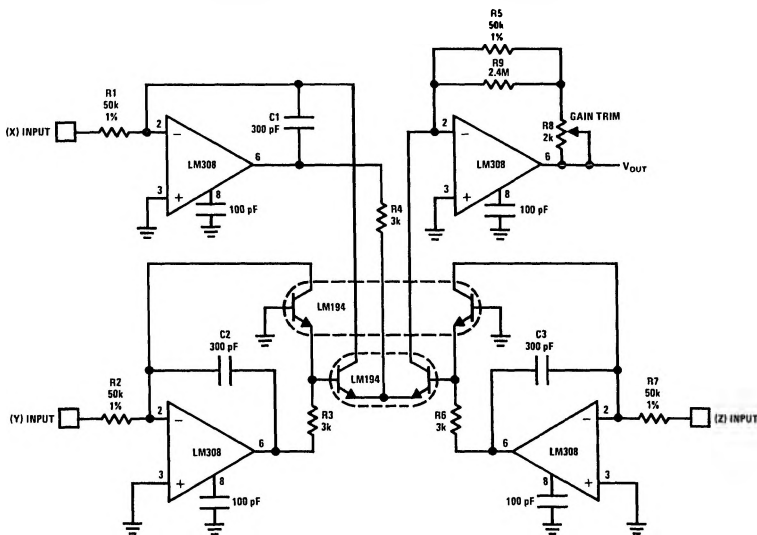 R5
50k
1%
R9
2.4M
R1
50k
1%
C1
300 pF
GAIN TRIM
R8
2k
(X) INPUT
2
−
LM308
6
3
+
8
100 pF
2
−
LM308
6
VOUT
3
+
8
100 pF
R4
3k
LM194
C2
300 pF
C3
300 pF
LM194
R2
50k
1%
R3
3k
R6
3k
R7
50k
1%
(Y) INPUT
2
−
LM308
6
3
+
8
100 pF
6
LM308
2
−
(Z) INPUT
8
3
+
100 pF